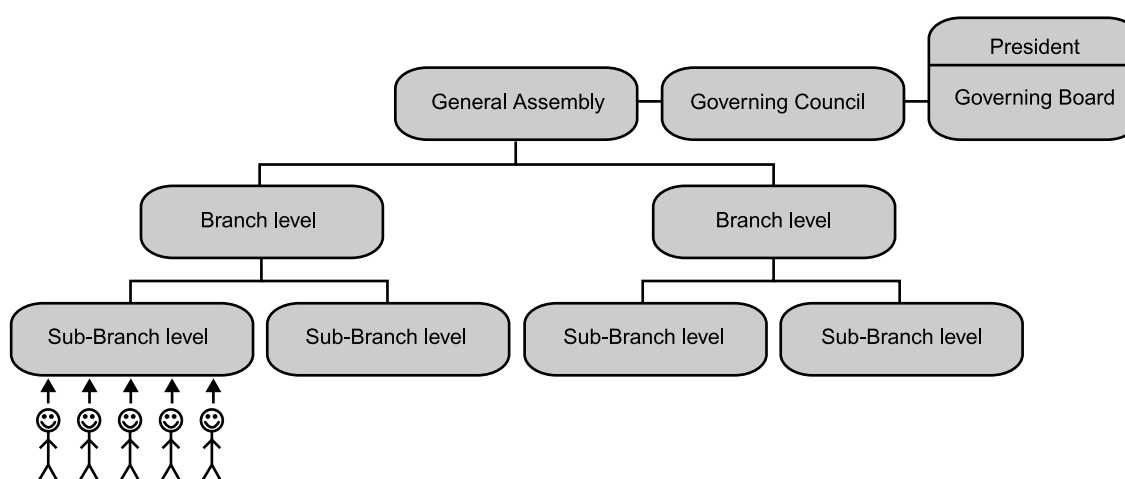 President
General Assembly
Governing Council
Governing Board
Branch level
Branch level
Sub-Branch level
Sub-Branch level
Sub-Branch level
Sub-Branch level